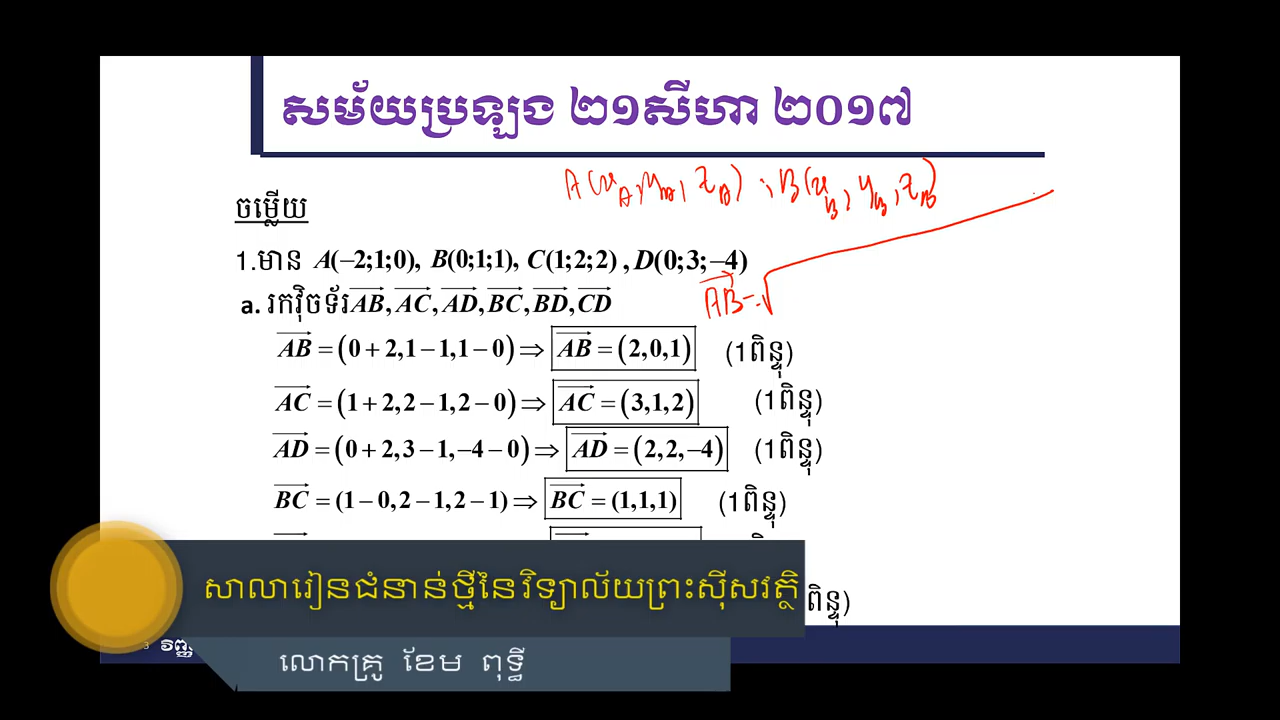 សម័យប្រឡង ២១សីហា ២០១៧
A(x_A, y_A, z_A) ; B(x_B, y_B, z_B)
ចម្លើយ
1.មាន A(−2;1;0), B(0;1;1), C(1;2;2) ,D(0;3;−4)
a. រកវ៉ិចទ័រ AB, AC, AD, BC, BD, CD
AB = √
AB = (0 + 2,1 − 1,1 − 0) ⇒ AB = (2,0,1) (1ពិន្ទុ)
AC = (1 + 2,2 − 1,2 − 0) ⇒ AC = (3,1,2) (1ពិន្ទុ)
AD = (0 + 2,3 − 1,−4 − 0) ⇒ AD = (2,2,−4) (1ពិន្ទុ)
BC = (1 − 0,2 − 1,2 − 1) ⇒ BC = (1,1,1) (1ពិន្ទុ)
សាលារៀនជំនាន់ថ្មីនៃវិទ្យាល័យព្រះស៊ីសវត្ថិ
ពិន្ទុ)
3
លោកគ្រូ ខែម ពុទ្ធី